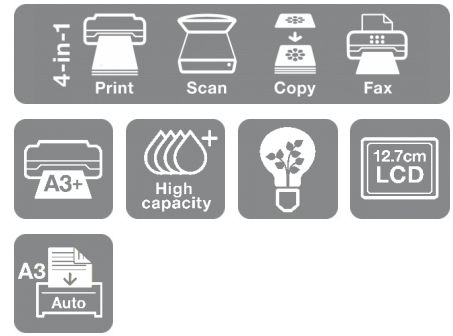 4-in-1
Print Scan Copy Fax
A3+
High
capacity
12.7cm
LCD
A3
Auto